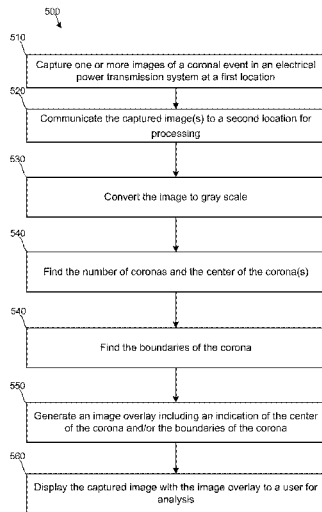 500
510
Capture one or more images of a coronal event in an electrical
power transmission system at a first location
520
Communicate the captured image(s) to a second location for
processing
530
Convert the image to gray scale
540
Find the number of coronas and the center of the corona(s)
540
Find the boundaries of the corona
550
Generate an image overlay including an indication of the center
of the corona and/or the boundaries of the corona
560
Display the captured image with the image overlay to a user for
analysis